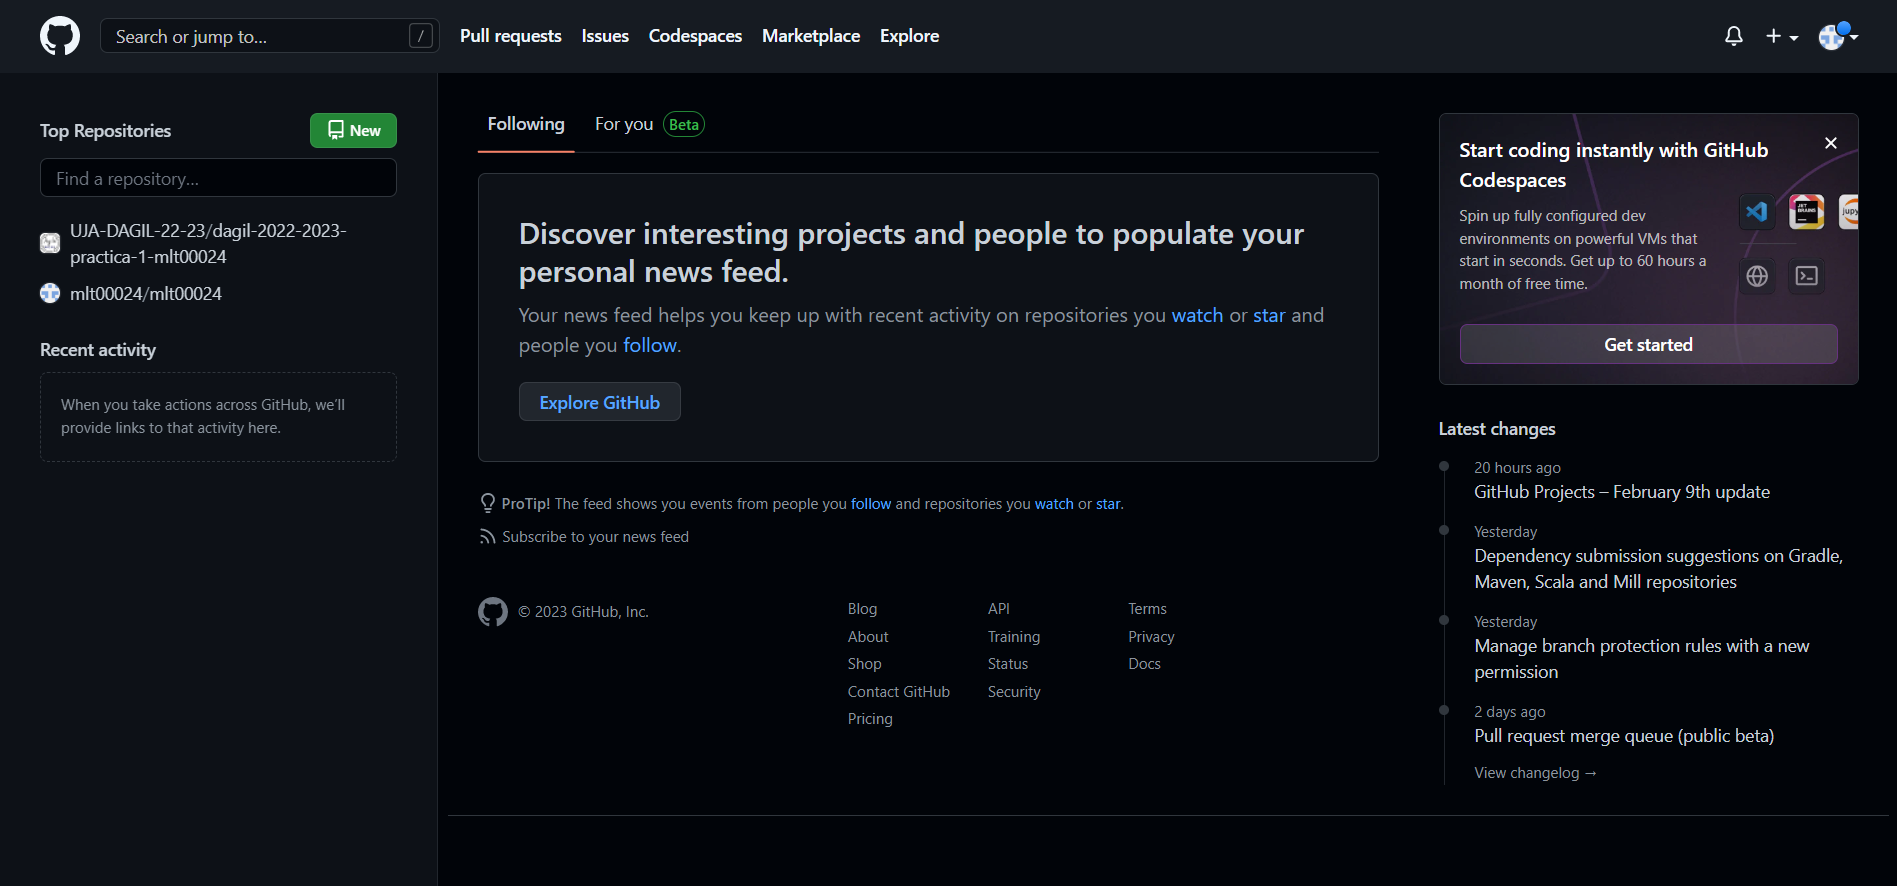 Search or jump to...
/
Pull requests
Issues
Codespaces
Marketplace
Explore
Top Repositories
New
Find a repository...
UJA-DAGIL-22-23/dagil-2022-2023-
practica-1-mlt00024
mlt00024/mlt00024
Recent activity
When you take actions across GitHub, we'll
provide links to that activity here.
Following
For you
Beta
Discover interesting projects and people to populate your
personal news feed.
Your news feed helps you keep up with recent activity on repositories you watch or star and
people you follow.
Explore GitHub
ProTip! The feed shows you events from people you follow and repositories you watch or star.
Subscribe to your news feed
© 2023 GitHub, Inc.
Blog
About
Shop
Contact GitHub
Pricing
API
Training
Status
Security
Terms
Privacy
Docs
Start coding instantly with GitHub
Codespaces
Spin up fully configured dev
environments on powerful VMs that
start in seconds. Get up to 60 hours a
month of free time.
JET
BRAINS
jupy
Get started
Latest changes
20 hours ago
GitHub Projects – February 9th update
Yesterday
Dependency submission suggestions on Gradle,
Maven, Scala and Mill repositories
Yesterday
Manage branch protection rules with a new
permission
2 days ago
Pull request merge queue (public beta)
View changelog →